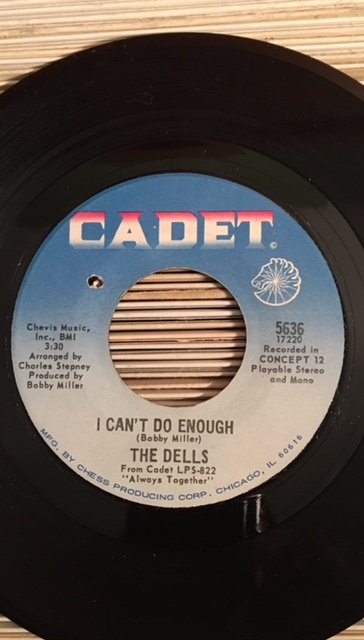 CADET
©
Chevis Music,
Inc., BMI
3:30
Arranged by
Charles Stepney
Produced by
Bobby Miller
5636
17220
Recorded in
CONCEPT 12
Playable Stereo
and Mono
I CAN'T DO ENOUGH
(Bobby Miller)
THE DELLS
From Cadet LPS-822
"Always Together"
MFG. BY CHESS PRODUCING CORP. CHICAGO, IL 60616